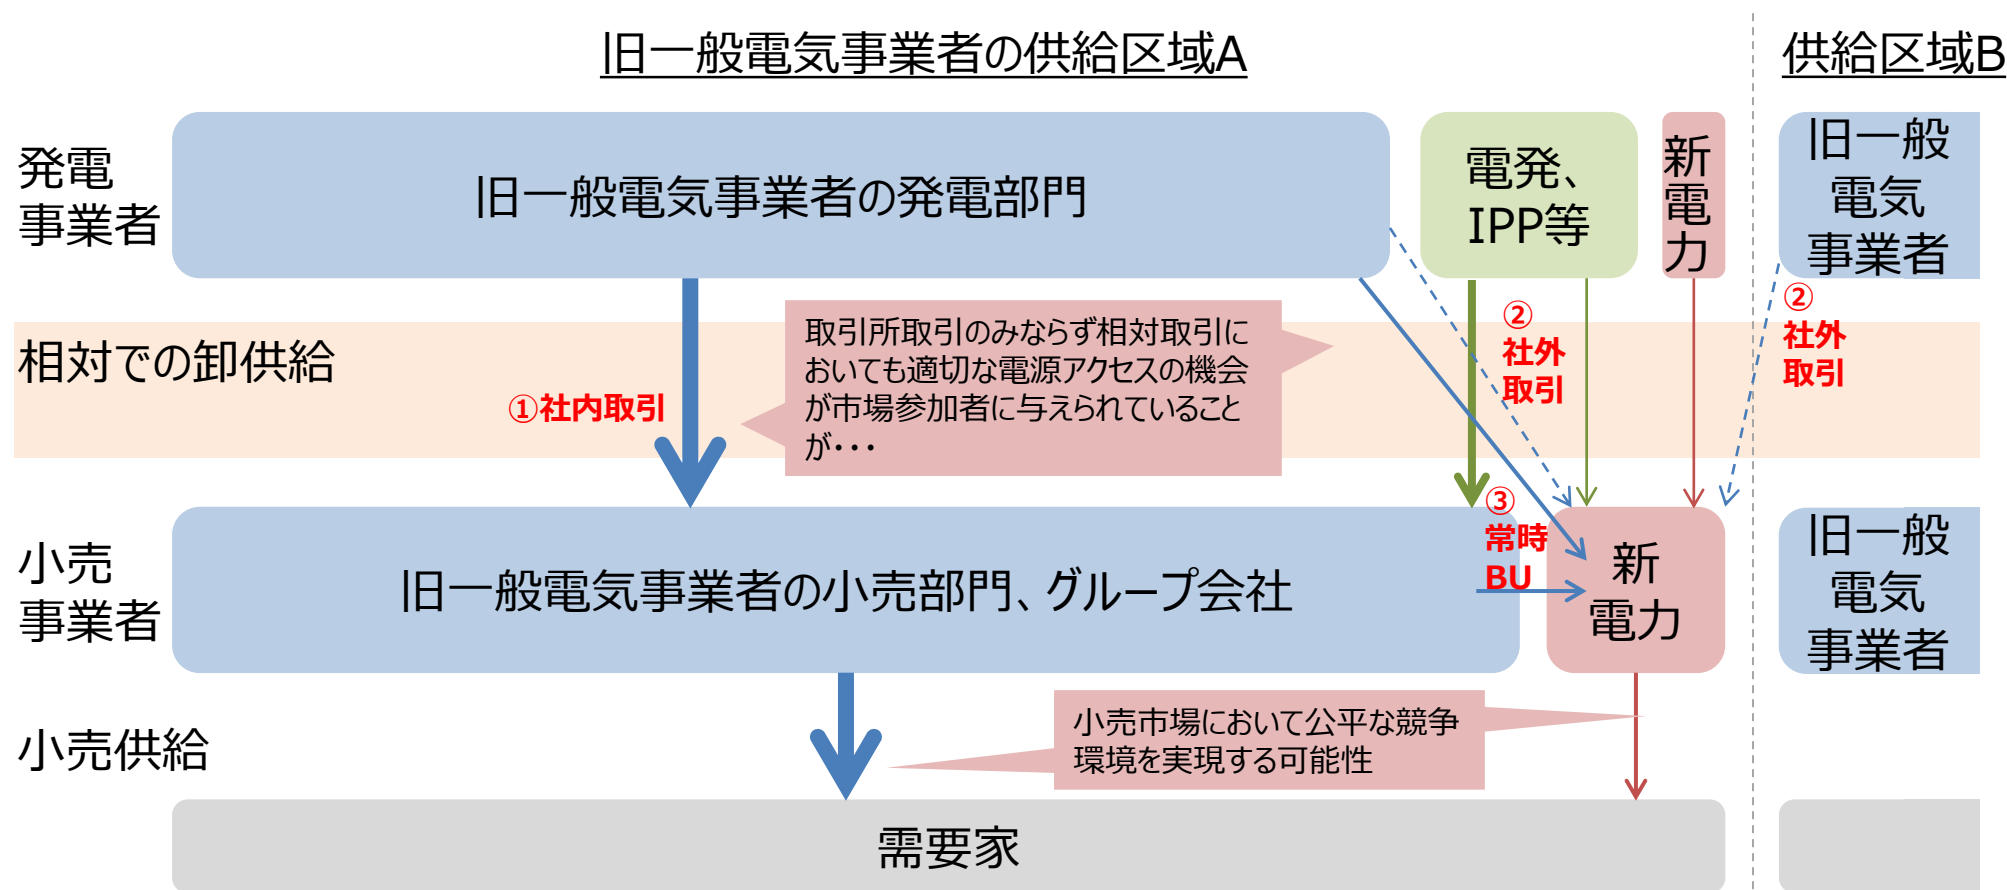 旧一般電気事業者の供給区域A
供給区域B
発電
事業者
旧一般電気事業者の発電部門
電発、
IPP等
新
電
力
旧一般
電気
事業者
相対での卸供給
①社内取引
取引所取引のみならず相対取引に
おいても適切な電源アクセスの機会
が市場参加者に与えられていること
が・・・
②
社外
取引
②
社外
取引
小売
事業者
旧一般電気事業者の小売部門、グループ会社
③
常時
BU
新
電力
旧一般
電気
事業者
小売供給
小売市場において公平な競争
環境を実現する可能性
需要家